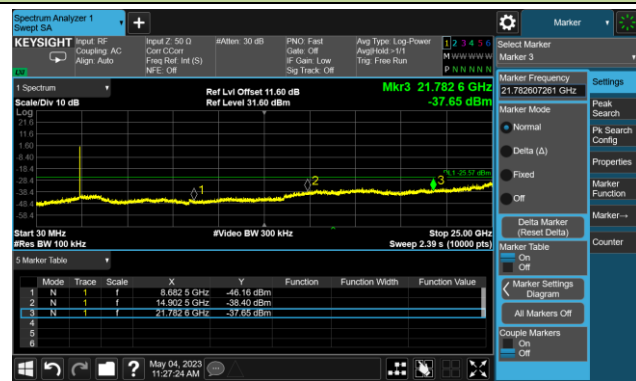 Spectrum Analyzer 1
Swept SA
+
Marker
KEYSIGHT
Input: RF
Coupling: AC
Align: Auto
Input Z: 50 Ω
Corr CCorr
Freq Ref: Int (S)
NFE: Off
#Atten: 30 dB
PNO: Fast
Gate: Off
IF Gain: Low
Sig Track: Off
Avg Type: Log-Power
Avg|Hold >1/1
Trig: Free Run
1 2 3 4 5 6
M W W W W W
P N N N N N
Select Marker
Marker 3
1 Spectrum
Scale/Div 10 dB
Log
Ref Lvl Offset 11.60 dB
Ref Level 31.60 dBm
Mkr3 21.782 6 GHz
-37.65 dBm
21.6
11.6
1.60
-8.40
-18.4
-28.4
-38.4
-48.4
-58.4
1
2
3
DL1 -25.57 dBm
Start 30 MHz
#Res BW 100 kHz
#Video BW 300 kHz
Stop 25.00 GHz
Sweep 2.39 s (10000 pts)
5 Marker Table
Mode Trace Scale X Y Function Function Width Function Value
1 N 1 f 8.682 5 GHz -46.16 dBm
2 N 1 f 14.902 5 GHz -38.40 dBm
3 N 1 f 21.782 6 GHz -37.65 dBm
4
5
6
Marker Frequency
21.782607261 GHz
Marker Mode
Normal
Delta (Δ)
Fixed
Off
Delta Marker
(Reset Delta)
Marker Table
On
Off
Marker Settings
Diagram
All Markers Off
Couple Markers
On
Off
Settings
Peak
Search
Pk Search
Config
Properties
Marker
Function
Marker→
Counter
?
May 04, 2023
11:27:24 AM